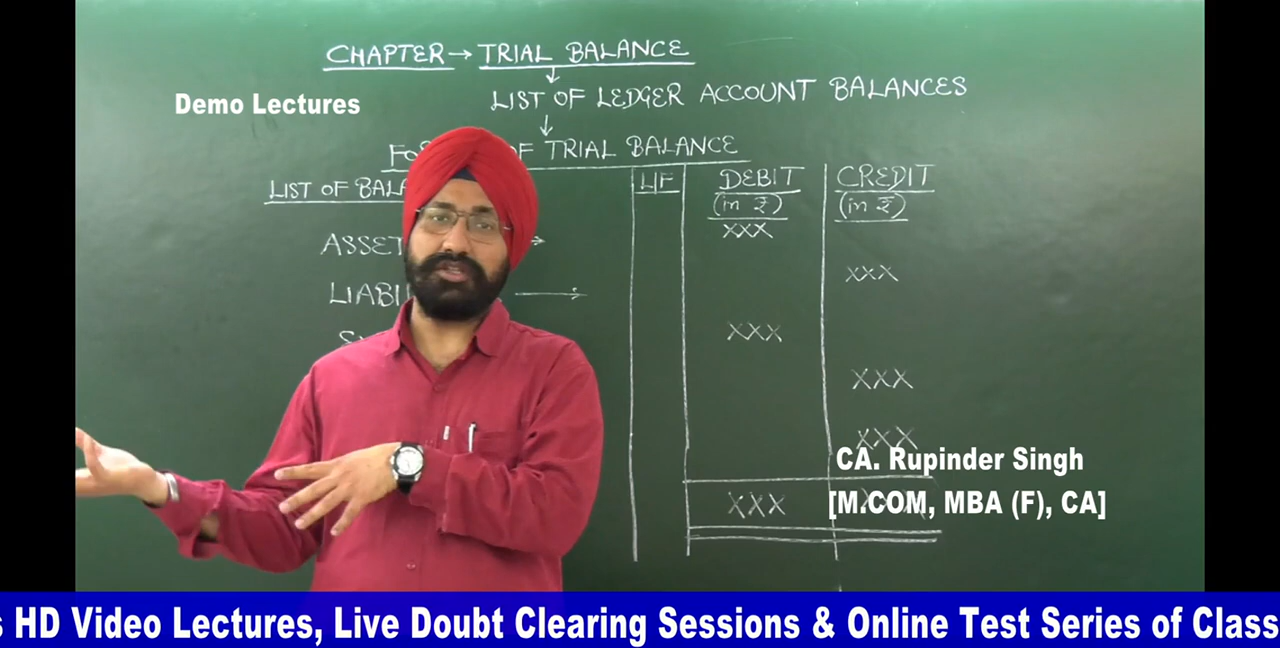 CHAPTER → TRIAL BALANCE
Demo Lectures
LIST OF LEDGER ACCOUNT BALANCES
OF TRIAL BALANCE
LIST OF
L/F
DEBIT
CREDIT
(in ₹)
(in ₹)
XXX
XXX
XXX
XXX
XXX
CA. Rupinder Singh
XXX
[M.COM, MBA (F), CA]
HD Video Lectures, Live Doubt Clearing Sessions & Online Test Series of Class